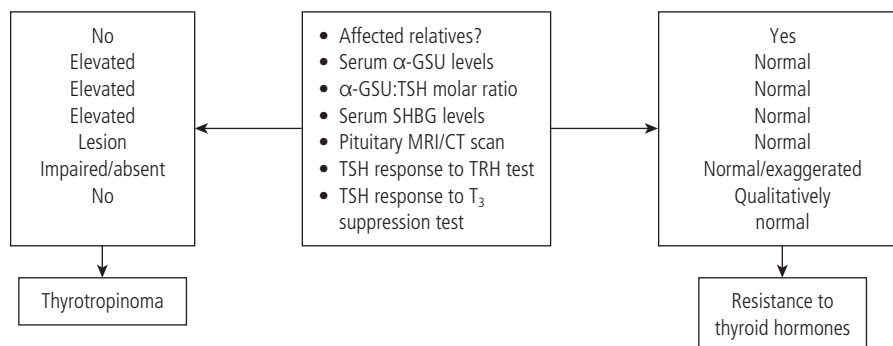 No
Elevated
Elevated
Elevated
Lesion
Impaired/absent
No
Thyrotropinoma
• Affected relatives?
• Serum α-GSU levels
• α-GSU:TSH molar ratio
• Serum SHBG levels
• Pituitary MRI/CT scan
• TSH response to TRH test
• TSH response to T₃
suppression test
Yes
Normal
Normal
Normal
Normal
Normal/exaggerated
Qualitatively
normal
Resistance to
thyroid hormones